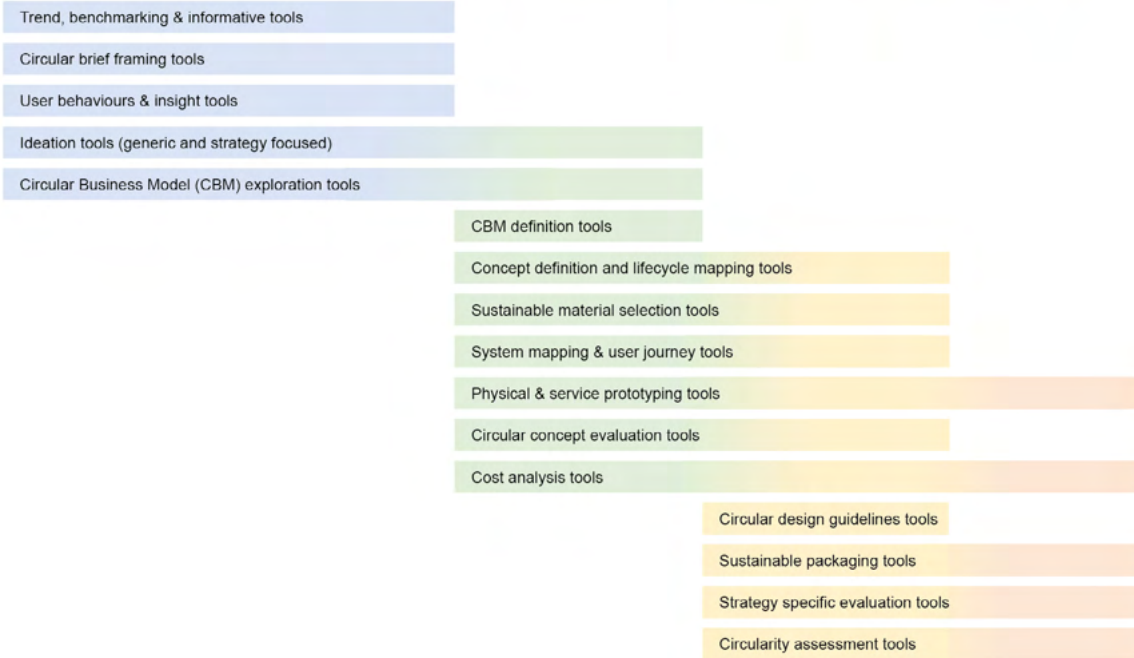 Trend, benchmarking & informative tools
Circular brief framing tools
User behaviours & insight tools
Ideation tools (generic and strategy focused)
Circular Business Model (CBM) exploration tools
CBM definition tools
Concept definition and lifecycle mapping tools
Sustainable material selection tools
System mapping & user journey tools
Physical & service prototyping tools
Circular concept evaluation tools
Cost analysis tools
Circular design guidelines tools
Sustainable packaging tools
Strategy specific evaluation tools
Circularity assessment tools